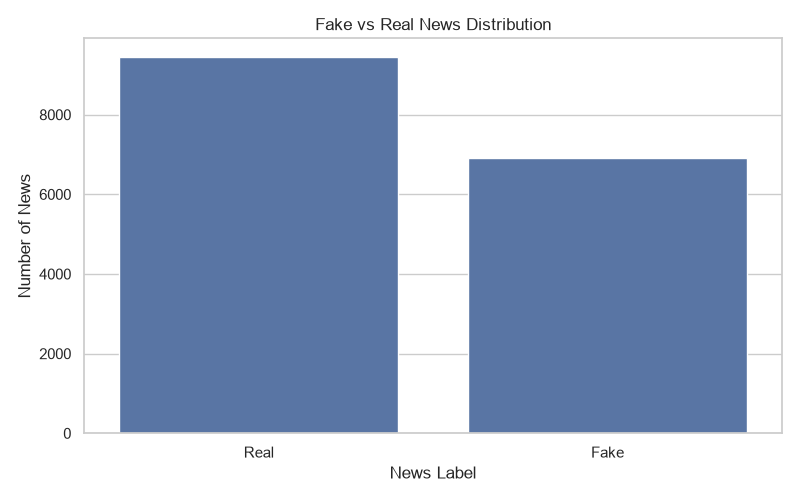 Fake vs Real News Distribution
Number of News
8000
6000
4000
2000
0
Real Fake
News Label